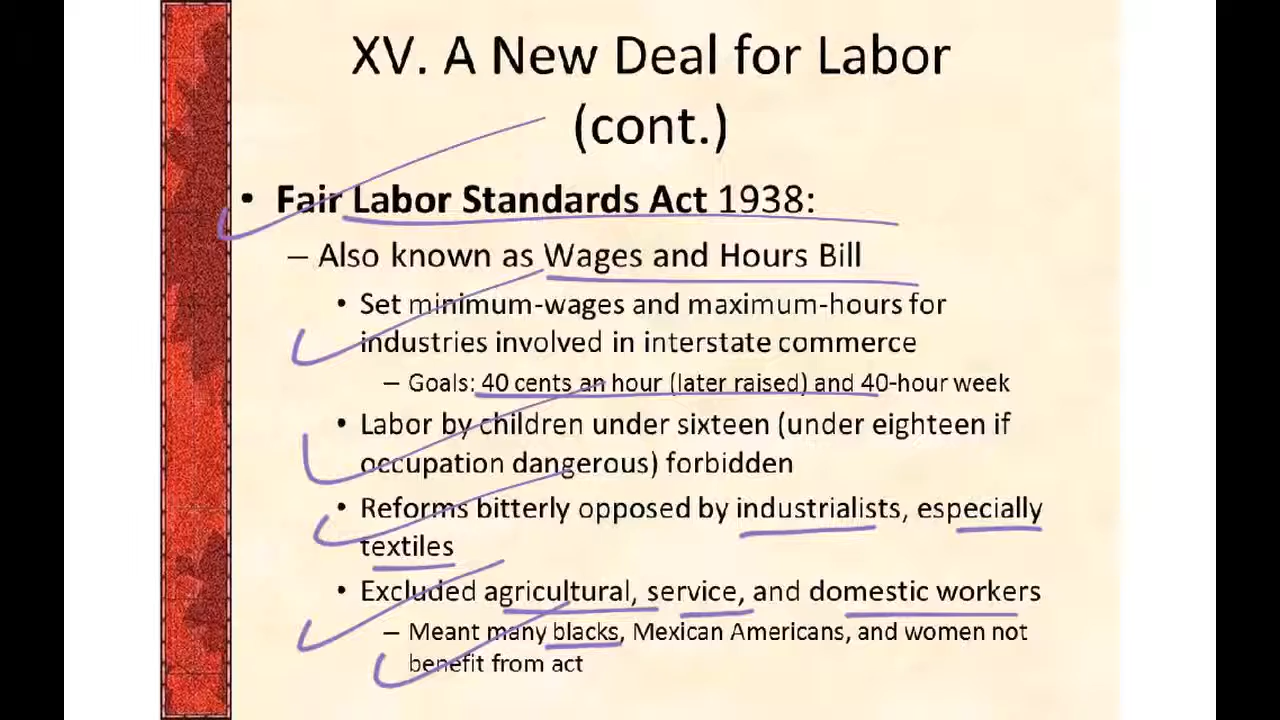 XV. A New Deal for Labor
(cont.)
• Fair Labor Standards Act 1938:
– Also known as Wages and Hours Bill
• Set minimum-wages and maximum-hours for
industries involved in interstate commerce
– Goals: 40 cents an hour (later raised) and 40-hour week
• Labor by children under sixteen (under eighteen if
occupation dangerous) forbidden
• Reforms bitterly opposed by industrialists, especially
textiles
• Excluded agricultural, service, and domestic workers
– Meant many blacks, Mexican Americans, and women not
benefit from act